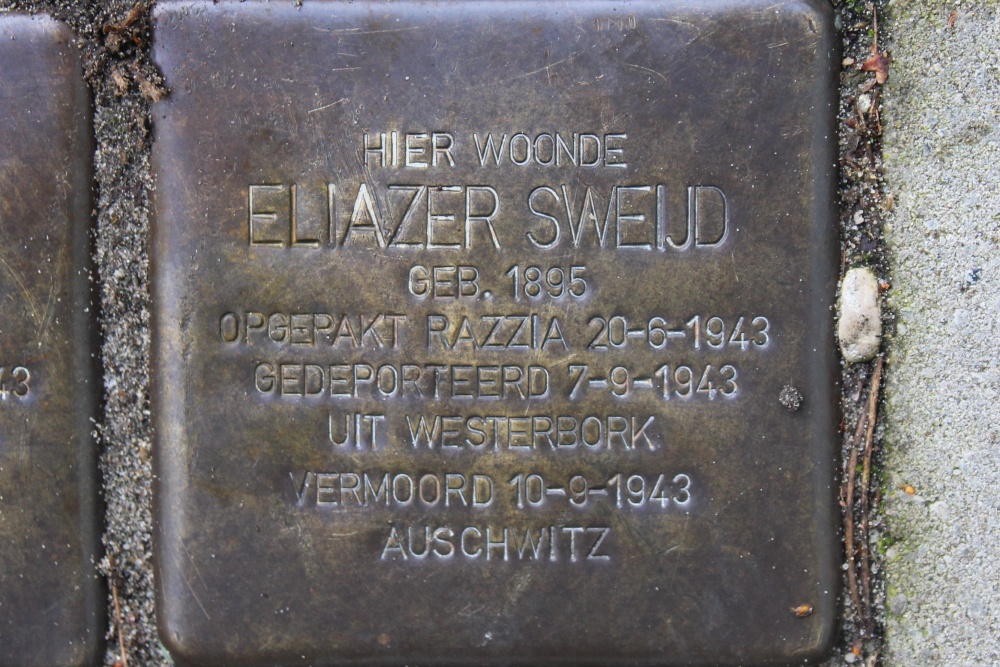 HIER WOONDE
ELIAZER SWEIJD
GEB. 1895
OPGEPAKT RAZZIA 20-6-1943
GEDEPORTEERD 7-9-1943
UIT WESTERBORK
VERMOORD 10-9-1943
AUSCHWITZ
43